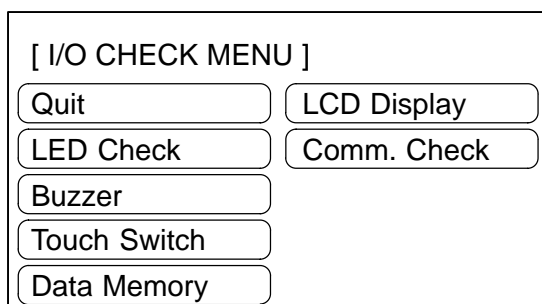 [ I/O CHECK MENU ]
Quit
LCD Display
LED Check
Comm. Check
Buzzer
Touch Switch
Data Memory